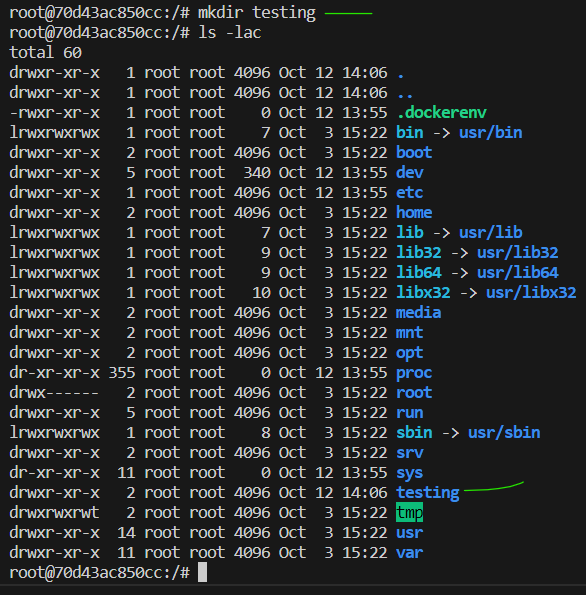 root@70d43ac850cc:/# mkdir testing
root@70d43ac850cc:/# ls -lac
total 60
drwxr-xr-x   1 root root 4096 Oct 12 14:06 .
drwxr-xr-x   1 root root 4096 Oct 12 14:06 ..
-rwxr-xr-x   1 root root    0 Oct 12 13:55 .dockerenv
lrwxrwxrwx   1 root root    7 Oct  3 15:22 bin -> usr/bin
drwxr-xr-x   2 root root 4096 Oct  3 15:22 boot
drwxr-xr-x   5 root root  340 Oct 12 13:55 dev
drwxr-xr-x   1 root root 4096 Oct 12 13:55 etc
drwxr-xr-x   2 root root 4096 Oct  3 15:22 home
lrwxrwxrwx   1 root root    7 Oct  3 15:22 lib -> usr/lib
lrwxrwxrwx   1 root root    9 Oct  3 15:22 lib32 -> usr/lib32
lrwxrwxrwx   1 root root    9 Oct  3 15:22 lib64 -> usr/lib64
lrwxrwxrwx   1 root root   10 Oct  3 15:22 libx32 -> usr/libx32
drwxr-xr-x   2 root root 4096 Oct  3 15:22 media
drwxr-xr-x   2 root root 4096 Oct  3 15:22 mnt
drwxr-xr-x   2 root root 4096 Oct  3 15:22 opt
dr-xr-xr-x 355 root root    0 Oct 12 13:55 proc
drwx------   2 root root 4096 Oct  3 15:22 root
drwxr-xr-x   5 root root 4096 Oct  3 15:22 run
lrwxrwxrwx   1 root root    8 Oct  3 15:22 sbin -> usr/sbin
drwxr-xr-x   2 root root 4096 Oct  3 15:22 srv
dr-xr-xr-x  11 root root    0 Oct 12 13:55 sys
drwxr-xr-x   2 root root 4096 Oct 12 14:06 testing
drwxrwxrwt   2 root root 4096 Oct  3 15:22 tmp
drwxr-xr-x  14 root root 4096 Oct  3 15:22 usr
drwxr-xr-x  11 root root 4096 Oct  3 15:22 var
root@70d43ac850cc:/#